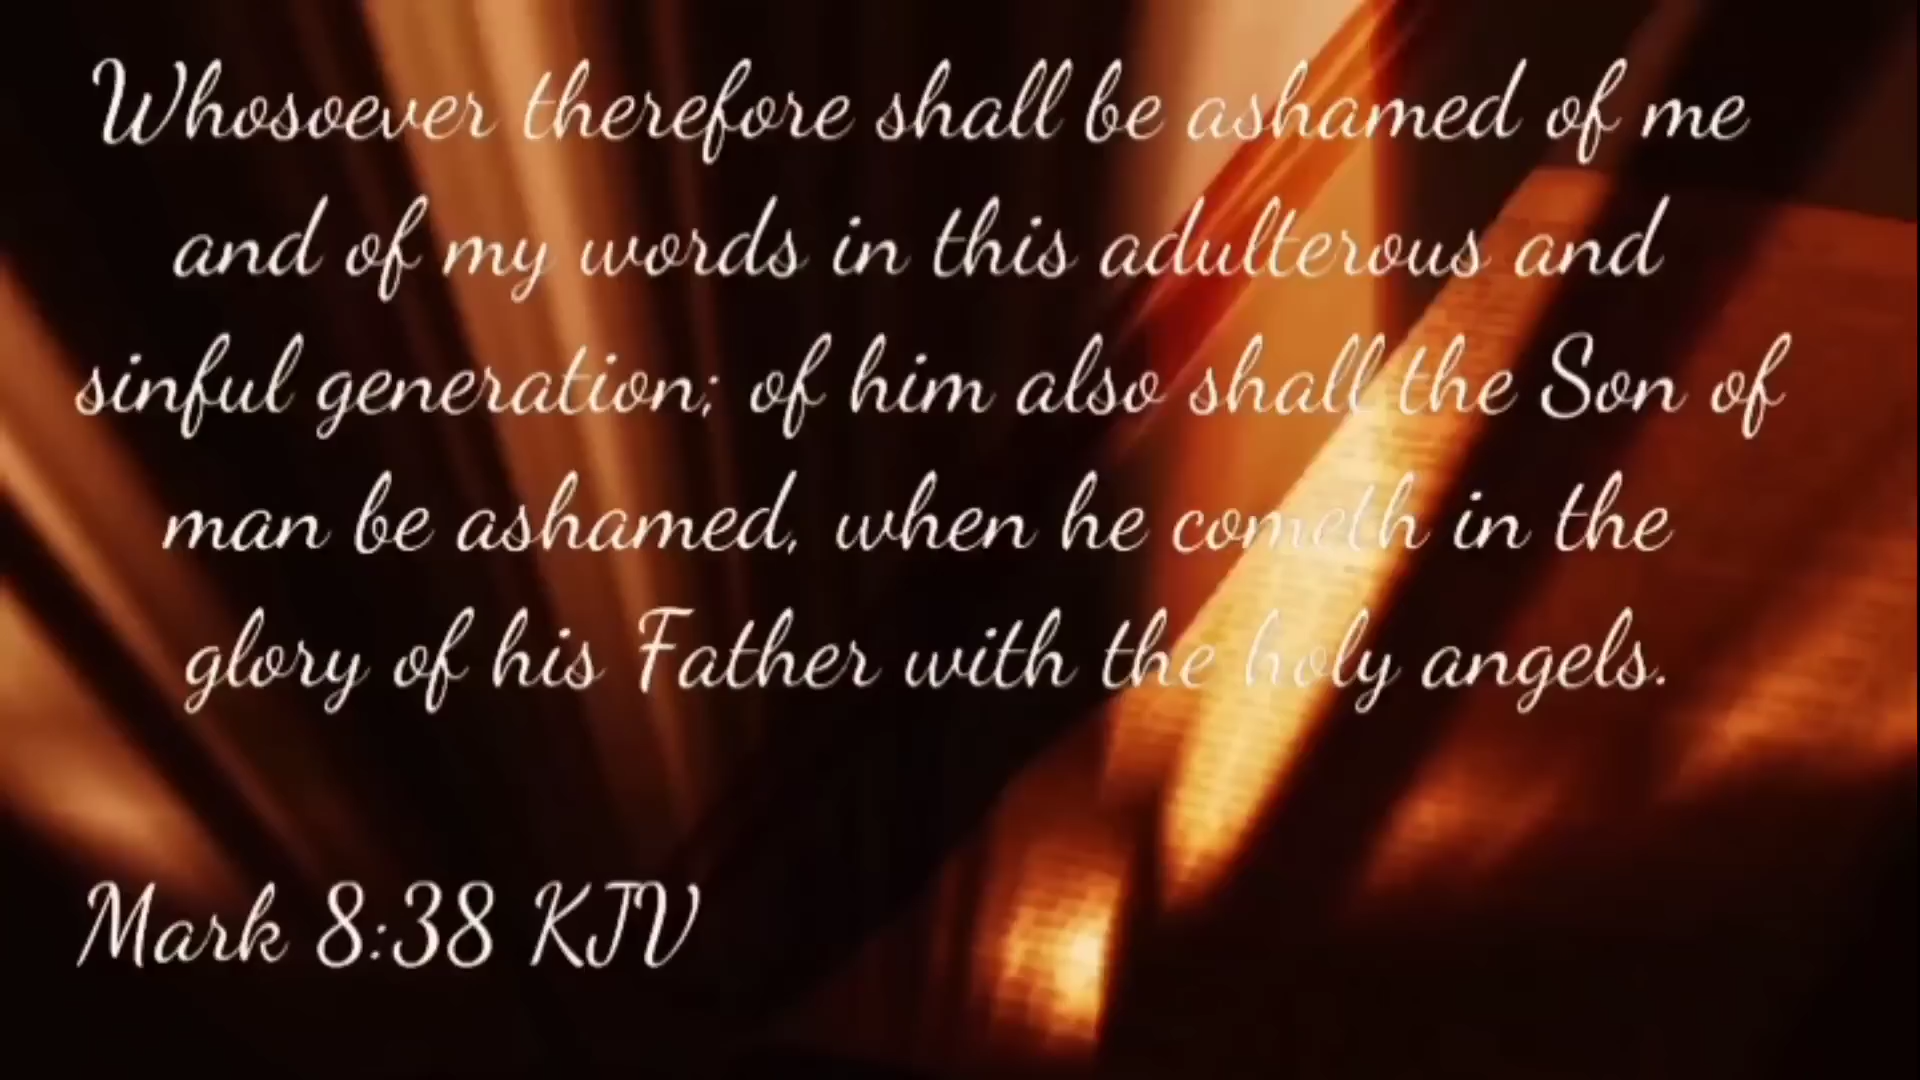 Whosoever therefore shall be ashamed of me
and of my words in this adulterous and
sinful generation; of him also shall the Son of
man be ashamed, when he cometh in the
glory of his Father with the holy angels.
Mark 8:38 KJV